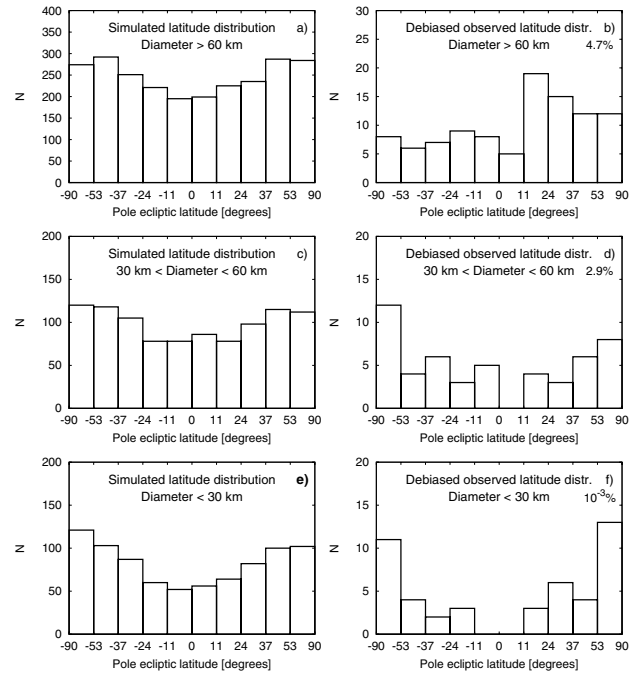 Simulated latitude distribution a)
Diameter > 60 km
400
350
300
250
200
150
100
50
0
N
-90 -53 -37 -24 -11 0 11 24 37 53 90
Pole ecliptic latitude [degrees]
Debiased observed latitude distr. b)
Diameter > 60 km 4.7%
30
25
20
15
10
5
0
N
-90 -53 -37 -24 -11 0 11 24 37 53 90
Pole ecliptic latitude [degrees]
Simulated latitude distribution c)
30 km < Diameter < 60 km
200
150
100
50
0
N
-90 -53 -37 -24 -11 0 11 24 37 53 90
Pole ecliptic latitude [degrees]
Debiased observed latitude distr. d)
30 km < Diameter < 60 km 2.9%
20
15
10
5
0
N
-90 -53 -37 -24 -11 0 11 24 37 53 90
Pole ecliptic latitude [degrees]
Simulated latitude distribution e)
Diameter < 30 km
200
150
100
50
0
N
-90 -53 -37 -24 -11 0 11 24 37 53 90
Pole ecliptic latitude [degrees]
Debiased observed latitude distr. f)
Diameter < 30 km 10⁻³%
20
15
10
5
0
N
-90 -53 -37 -24 -11 0 11 24 37 53 90
Pole ecliptic latitude [degrees]